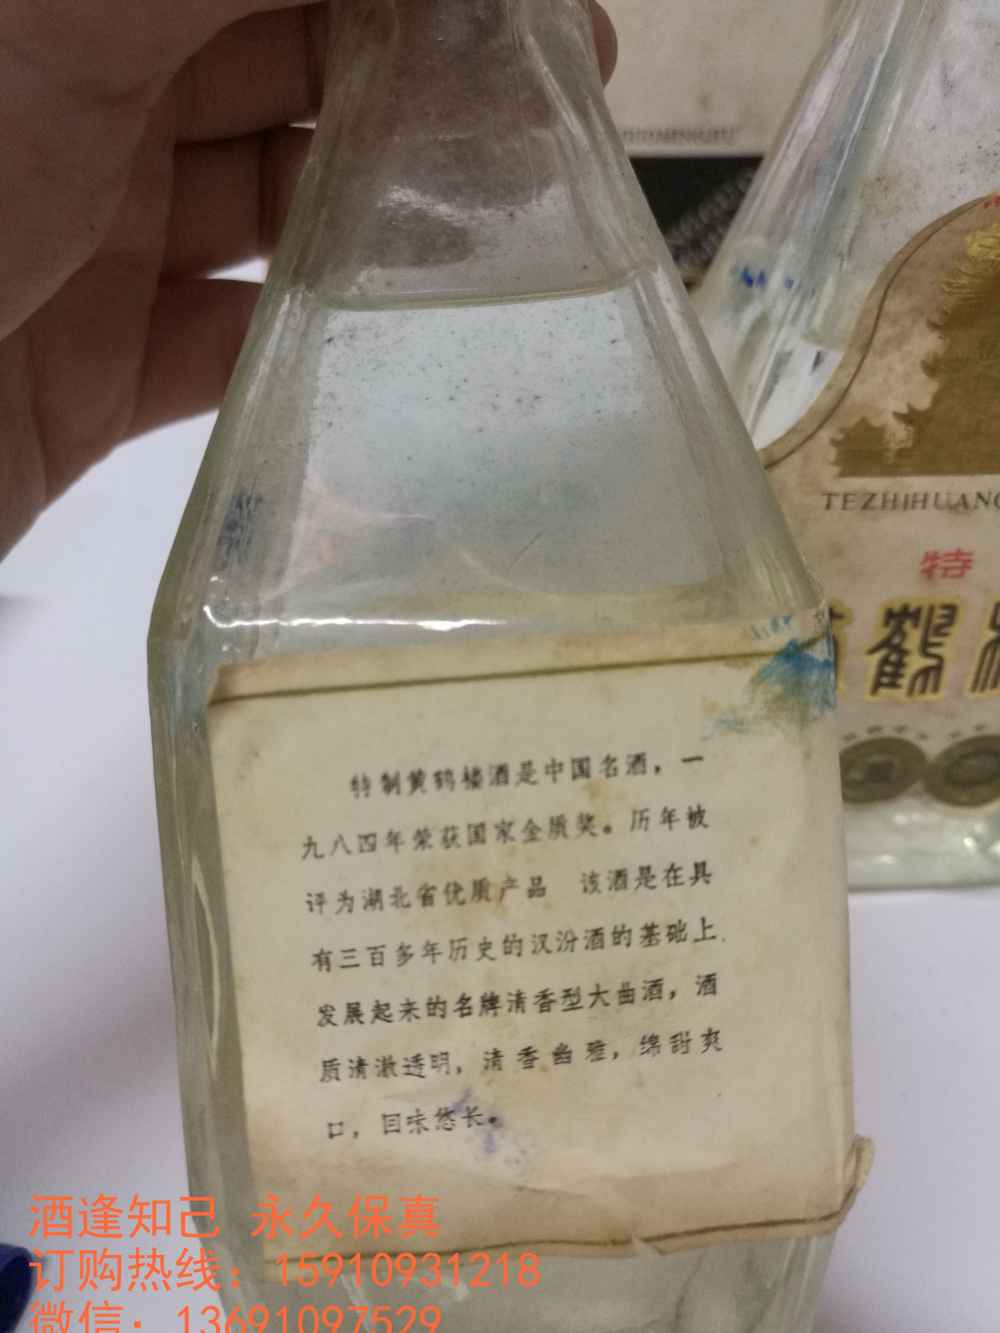 TEZHIHUANG
特
鹤
特制黄鹤楼酒是中国名酒，一
九八四年荣获国家金质奖。历年被
评为湖北省优质产品 该酒是在具
有三百多年历史的汉汾酒的基础上
发展起来的名牌清香型大曲酒，酒
质清澈透明，清香幽雅，绵甜爽
口，回味悠长。
酒逢知己 永久保真
订购热线：15910931218
微信：13691097529